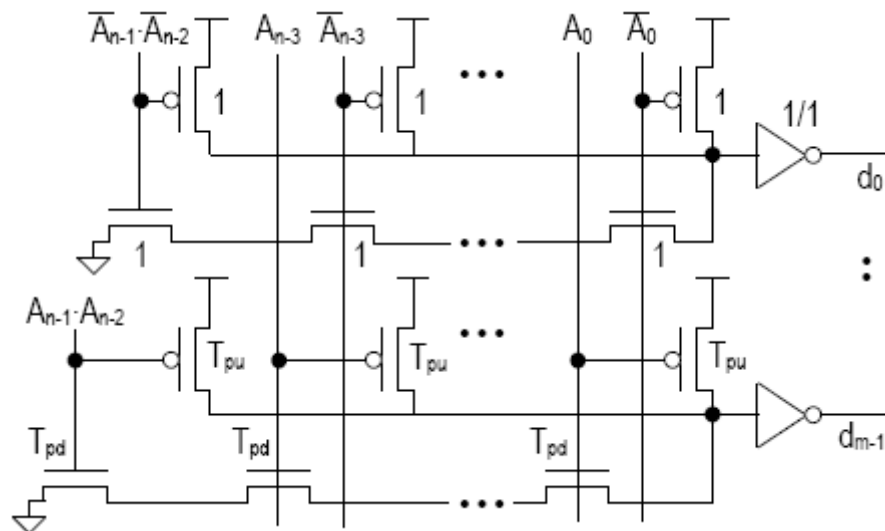 A̅n-1·A̅n-2 An-3 A̅n-3 A0 A̅0
1 1 ••• 1 1/1
d0
1 1 ••• 1
An-1·An-2
Tpu Tpu ••• Tpu
Tpd Tpd Tpd dm-1